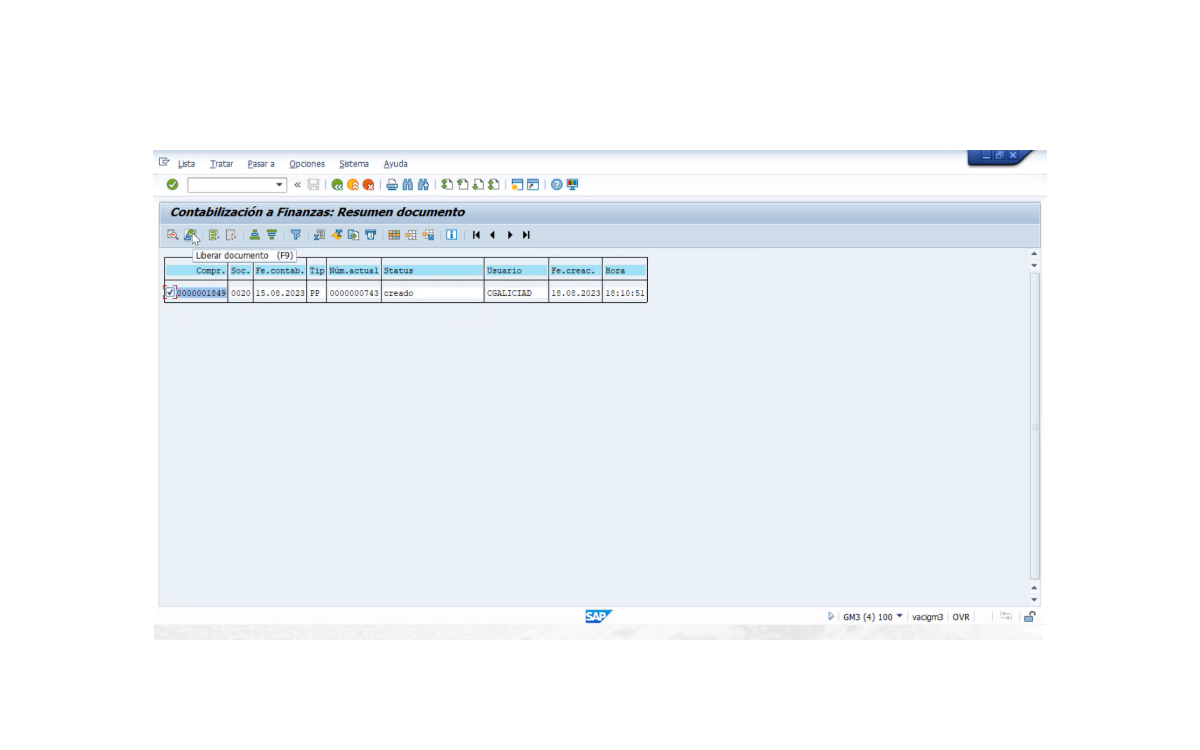 Lista Tratar Pasar a Opciones Sistema Ayuda
Contabilización a Finanzas: Resumen documento
Liberar documento (F9)
Compr. Soc. Fe.contab. Tip Núm.actual Status Usuario Fe.creac. Hora
0000001849 0020 15.08.2023 PP 0000000743 creado CGALICIAD 18.08.2023 18:10:51
SAP GM3 (4) 100 vacigm3 OVR